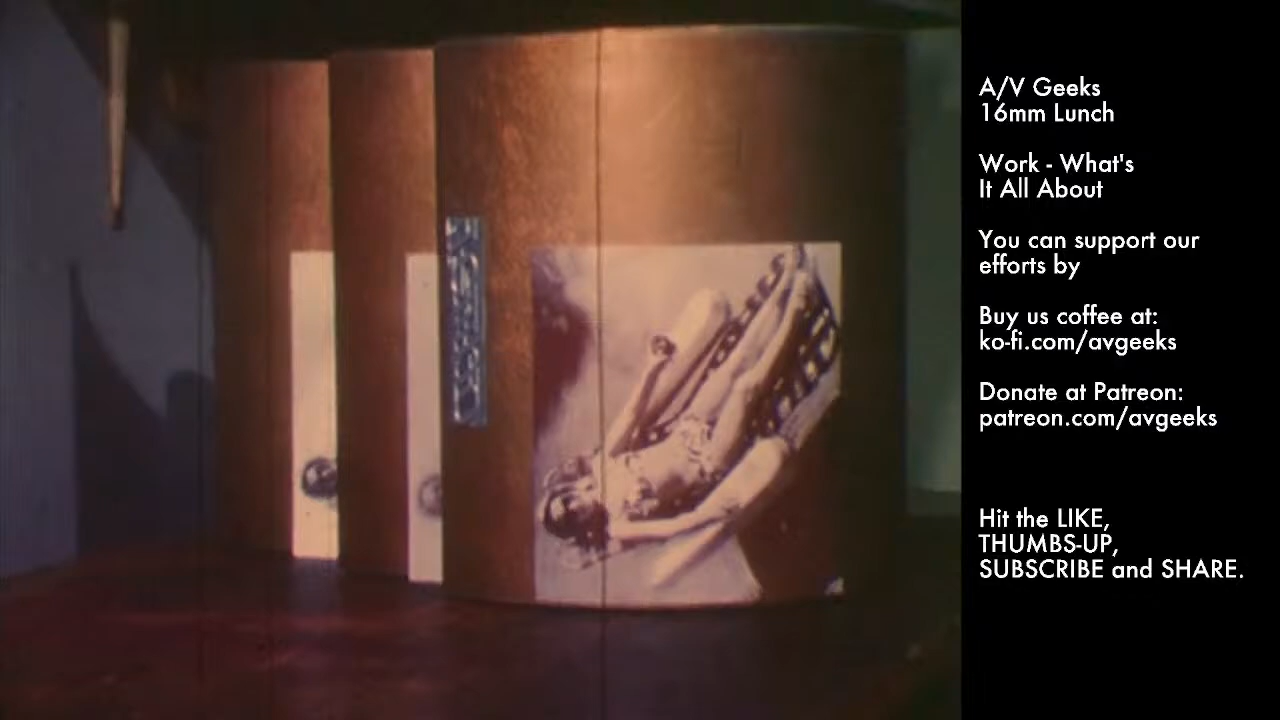 A/V Geeks
16mm Lunch
Work - What's
It All About
You can support our
efforts by
Buy us coffee at:
ko-fi.com/avgeeks
Donate at Patreon:
patreon.com/avgeeks
Hit the LIKE,
THUMBS-UP,
SUBSCRIBE and SHARE.